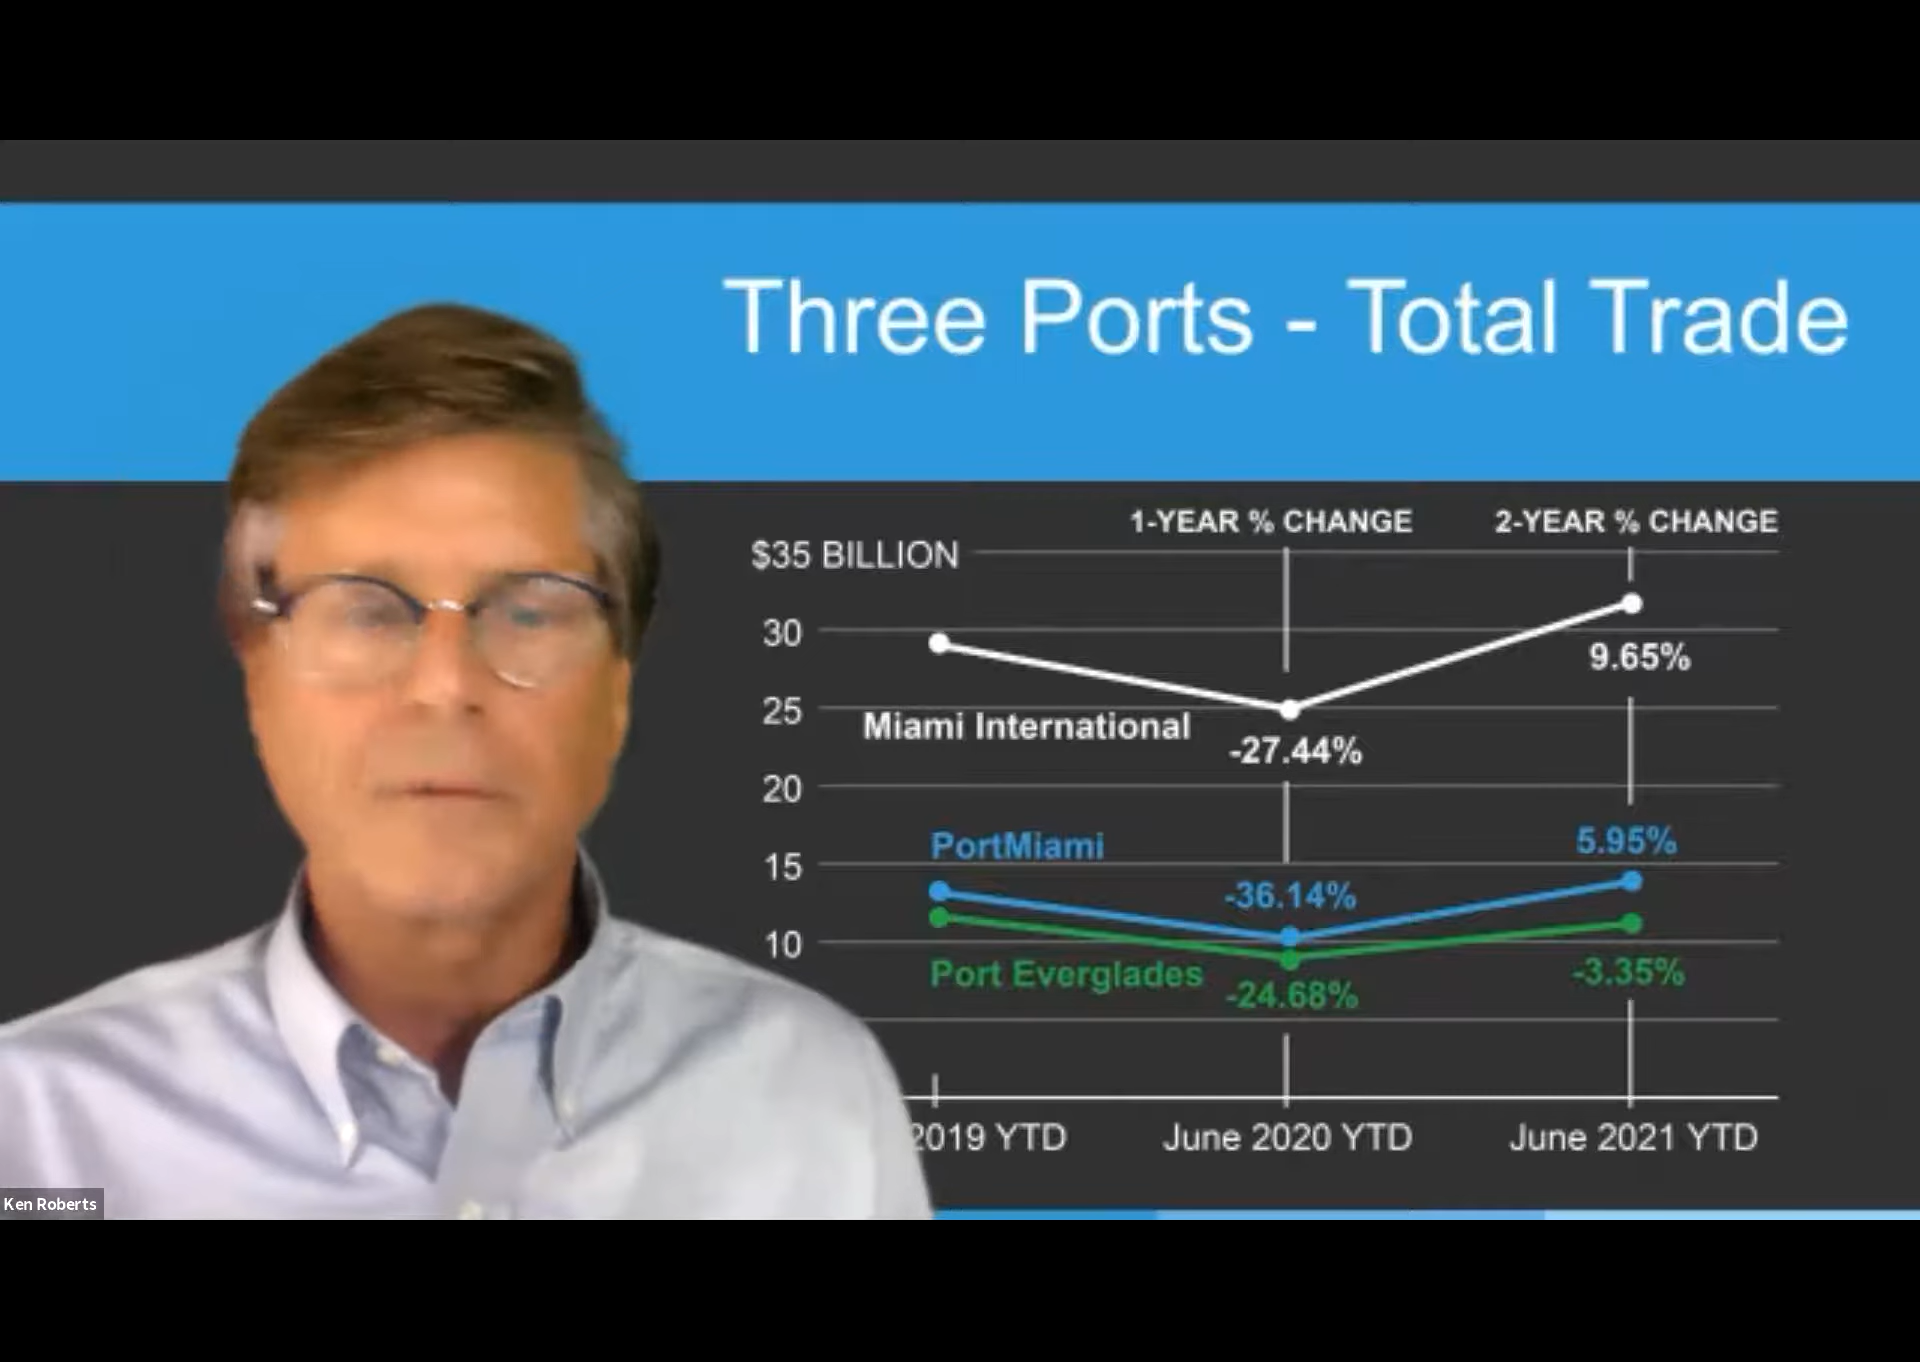 Three Ports - Total Trade
1-YEAR % CHANGE
2-YEAR % CHANGE
$35 BILLION
30
9.65%
25
Miami International
-27.44%
20
PortMiami
5.95%
15
-36.14%
10
Port Everglades
-24.68%
-3.35%
2019 YTD
June 2020 YTD
June 2021 YTD
Ken Roberts